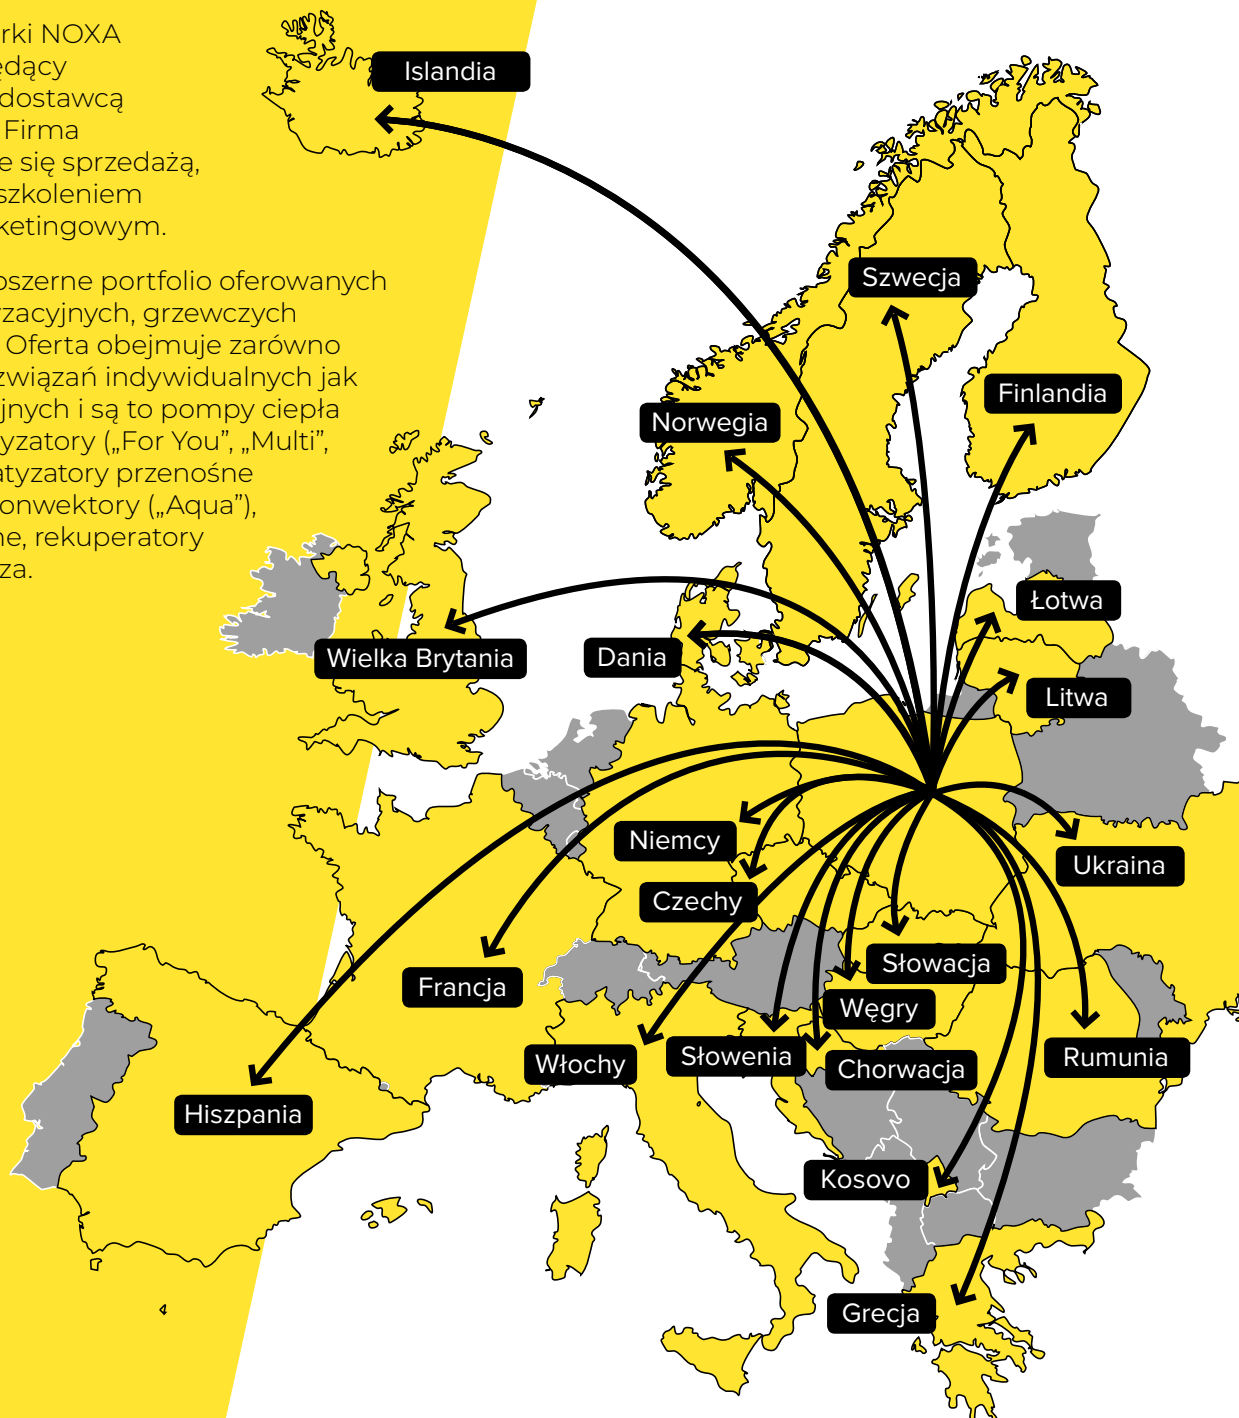 rki NOXA
ędący
dostawcą
Firma
e się sprzedażą,
szkoleniem
ketingowym.
oszerne portfolio oferowanych
yzacyjnych, grzewczych
Oferta obejmuje zarówno
związań indywidualnych jak
jnych i są to pompy ciepła
yzatory („For You”, „Multi”,
atyzatory przenośne
onwektory („Aqua”),
ne, rekuperatory
za.
Islandia
Szwecja
Finlandia
Norwegia
Łotwa
Wielka Brytania
Dania
Litwa
Niemcy
Ukraina
Czechy
Słowacja
Francja
Węgry
Włochy
Słowenia
Chorwacja
Rumunia
Hiszpania
Kosovo
Grecja